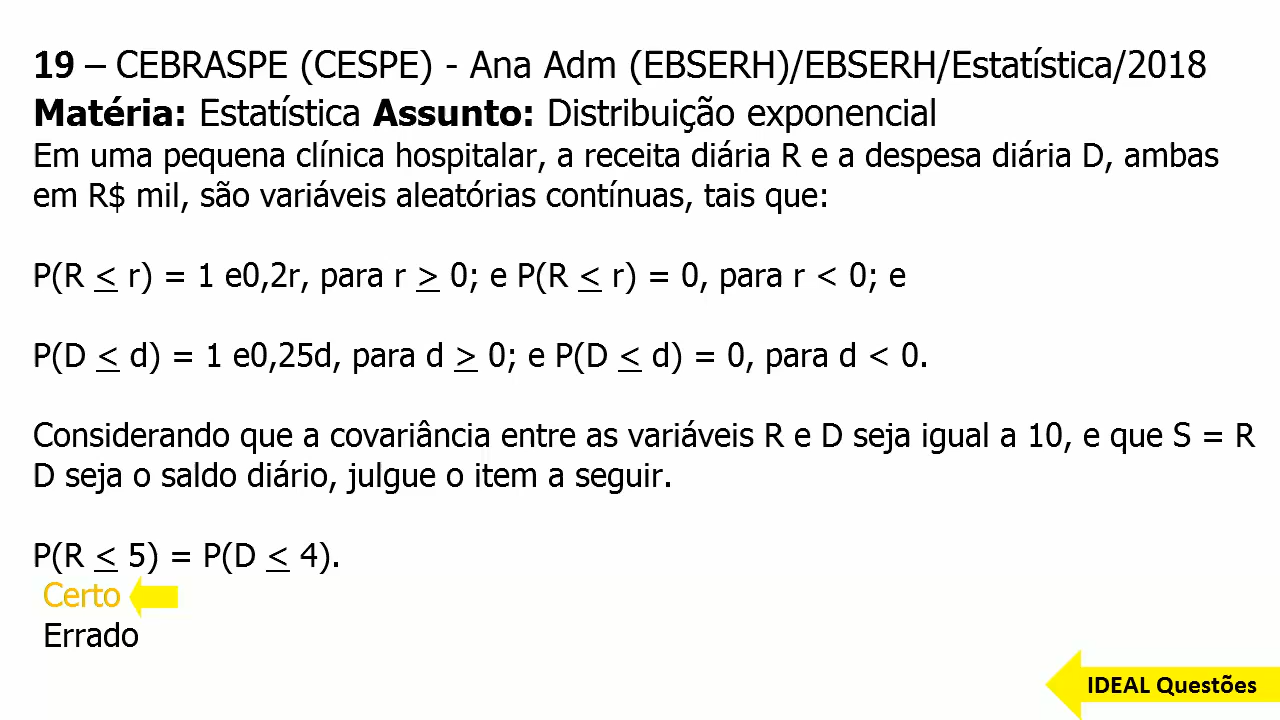 19 – CEBRASPE (CESPE) - Ana Adm (EBSERH)/EBSERH/Estatística/2018
Matéria: Estatística Assunto: Distribuição exponencial
Em uma pequena clínica hospitalar, a receita diária R e a despesa diária D, ambas
em R$ mil, são variáveis aleatórias contínuas, tais que:
P(R < r) = 1 e0,2r, para r > 0; e P(R < r) = 0, para r < 0; e
P(D < d) = 1 e0,25d, para d > 0; e P(D < d) = 0, para d < 0.
Considerando que a covariância entre as variáveis R e D seja igual a 10, e que S = R
D seja o saldo diário, julgue o item a seguir.
P(R < 5) = P(D < 4).
Certo
Errado
IDEAL Questões